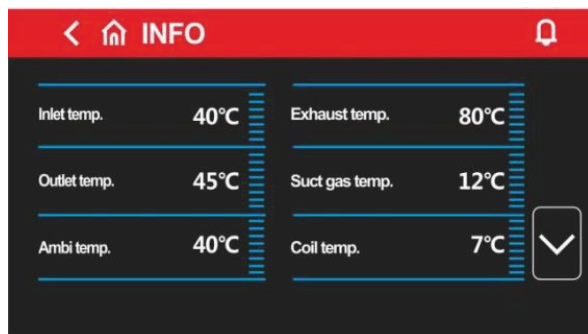 INFO
Inlet temp. 40℃ Exhaust temp. 80℃
Outlet temp. 45℃ Suct gas temp. 12℃
Ambi temp. 40℃ Coil temp. 7℃